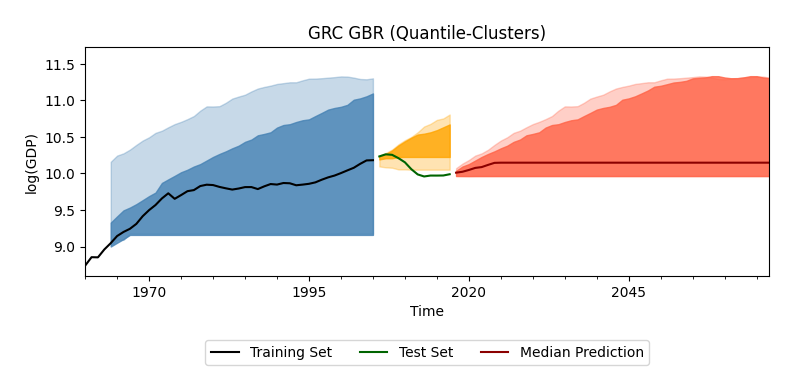 GRC GBR (Quantile-Clusters)
11.5
11.0
10.5
10.0
9.5
9.0
log(GDP)
1970 1995 2020 2045
Time
Training Set Test Set Median Prediction